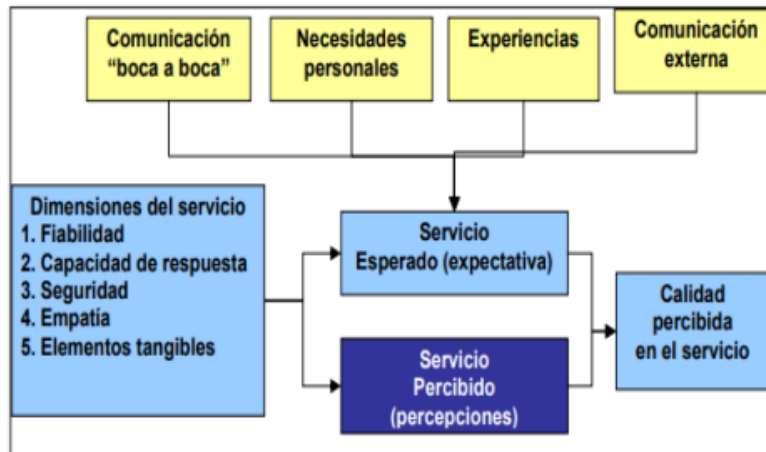 Comunicación
“boca a boca”
Necesidades
personales
Experiencias
Comunicación
externa
Dimensiones del servicio
1. Fiabilidad
2. Capacidad de respuesta
3. Seguridad
4. Empatía
5. Elementos tangibles
Servicio
Esperado (expectativa)
Servicio
Percibido
(percepciones)
Calidad
percibida
en el servicio